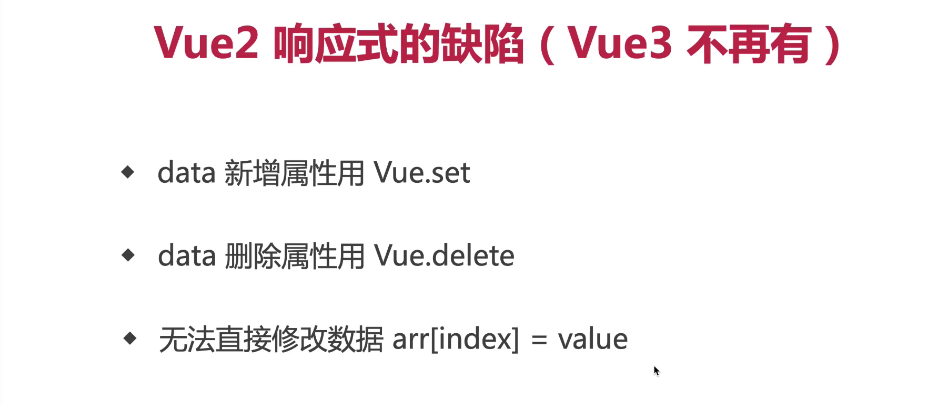 Vue2 响应式的缺陷（Vue3 不再有）
◆ data 新增属性用 Vue.set
◆ data 删除属性用 Vue.delete
◆ 无法直接修改数据 arr[index] = value